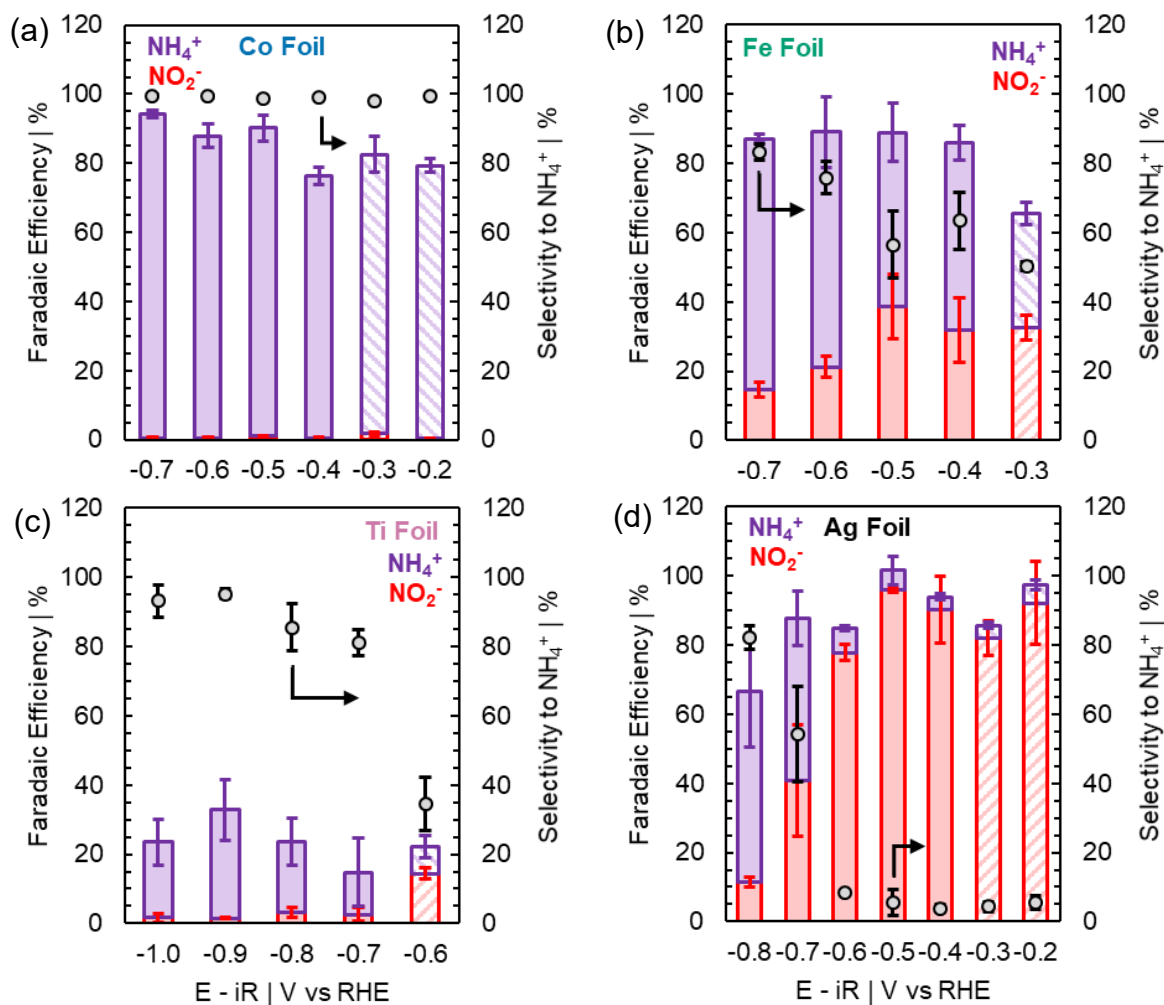 (a)
Co Foil
NH₄⁺
NO₂⁻
Faradaic Efficiency | %
120
100
80
60
40
20
0
Selectivity to NH₄⁺ | %
120
100
80
60
40
20
0
-0.7 -0.6 -0.5 -0.4 -0.3 -0.2
(b)
Fe Foil
NH₄⁺
NO₂⁻
Faradaic Efficiency | %
120
100
80
60
40
20
0
Selectivity to NH₄⁺ | %
120
100
80
60
40
20
0
-0.7 -0.6 -0.5 -0.4 -0.3
(c)
Ti Foil
NH₄⁺
NO₂⁻
Faradaic Efficiency | %
120
100
80
60
40
20
0
Selectivity to NH₄⁺ | %
120
100
80
60
40
20
0
-1.0 -0.9 -0.8 -0.7 -0.6
E - iR | V vs RHE
(d)
Ag Foil
NH₄⁺
NO₂⁻
Faradaic Efficiency | %
120
100
80
60
40
20
0
Selectivity to NH₄⁺ | %
120
100
80
60
40
20
0
-0.8 -0.7 -0.6 -0.5 -0.4 -0.3 -0.2
E - iR | V vs RHE